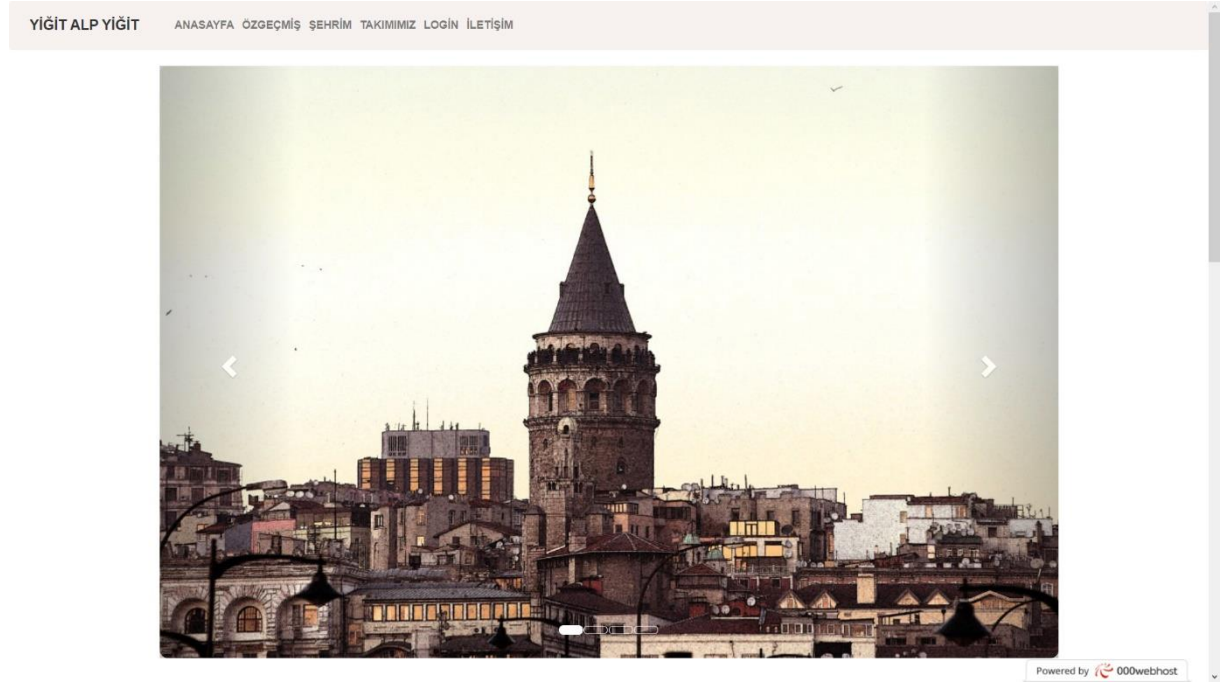 YİĞİT ALP YİĞİT ANASAYFA ÖZGEÇMİŞ ŞEHRİM TAKIMIMIZ LOGİN İLETİŞİM
Powered by 000webhost